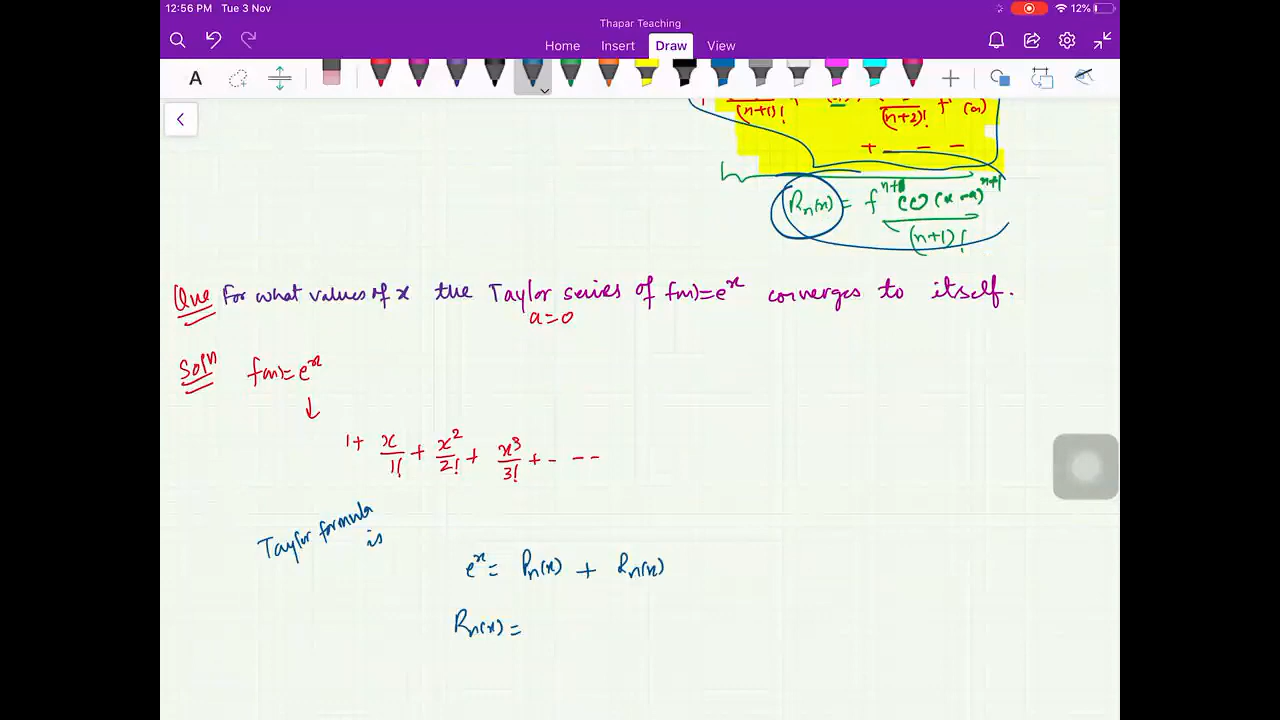 12:56 PM Tue 3 Nov
12%
Thapar Teaching
Home Insert Draw View
A
(n+1)! (n+2)!
+ _ _ _
Rn(x) = f^{n+1}(c) (x-a)^{n+1}
(n+1)!
Que For what values of x the Taylor series of f(x)=e^x converges to itself.
a=0
Soln f(x)=e^x
↓
1+ x/1! + x^2/2! + x^3/3! + - - -
Taylor formula
is
e^x = Pn(x) + Rn(x)
Rn(x) =